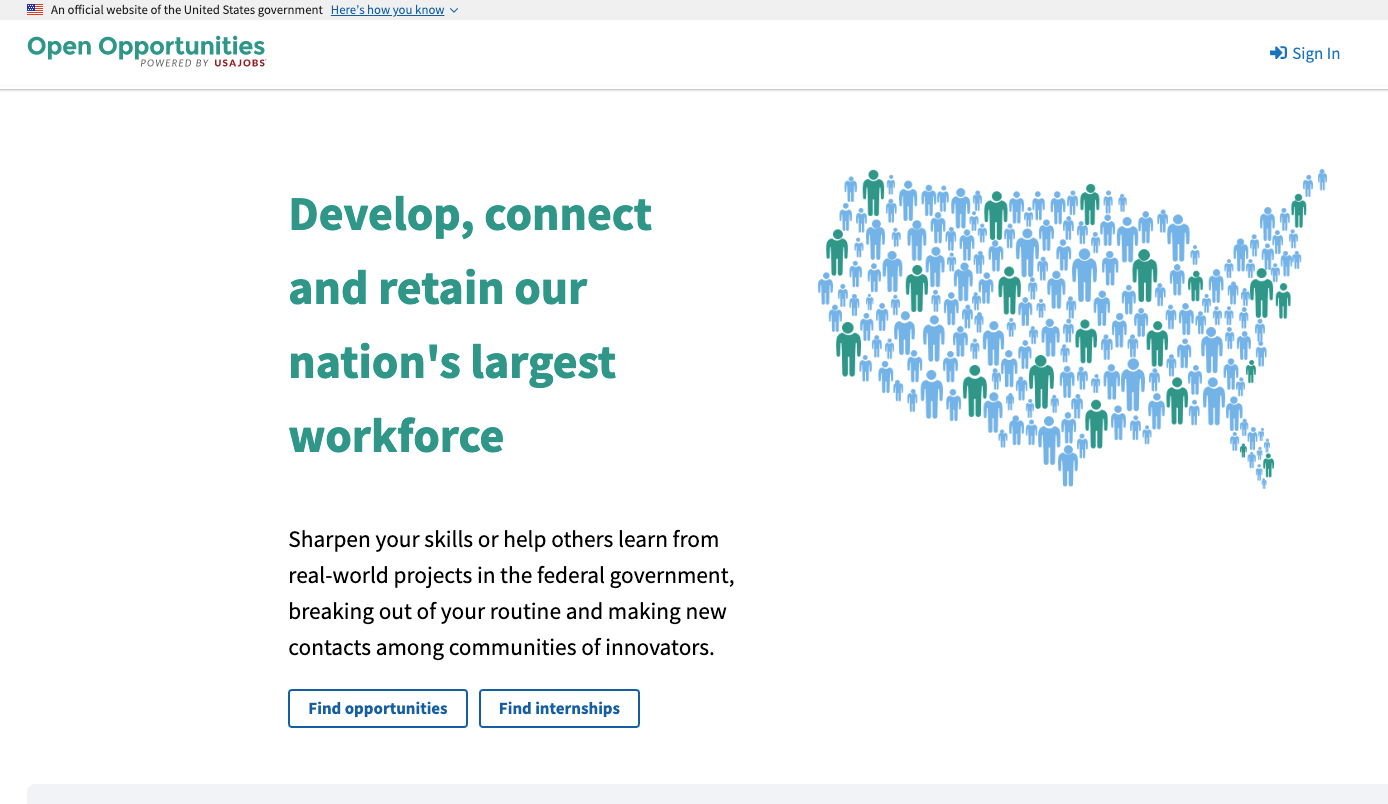 An official website of the United States government Here's how you know
Open Opportunities
POWERED BY USAJOBS
Sign In
Develop, connect
and retain our
nation's largest
workforce
Sharpen your skills or help others learn from
real-world projects in the federal government,
breaking out of your routine and making new
contacts among communities of innovators.
Find opportunities Find internships